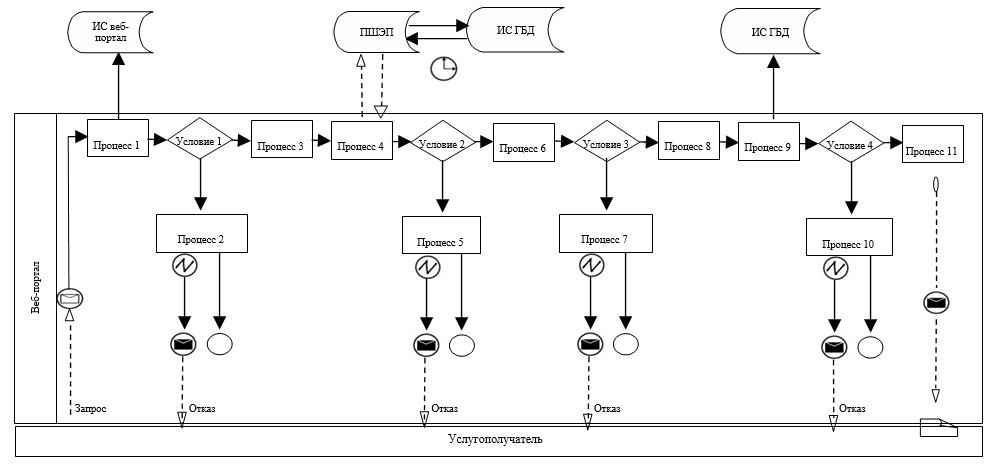 ИС веб-
портал
ПШЭП
ИС ГБД
ИС ГБД
Процесс 1
Условие 1
Процесс 3
Процесс 4
Условие 2
Процесс 6
Условие 3
Процесс 8
Процесс 9
Условие 4
Процесс 11
Процесс 2
Процесс 5
Процесс 7
Процесс 10
Веб-портал
Запрос
Отказ
Отказ
Отказ
Отказ
Услугополучатель